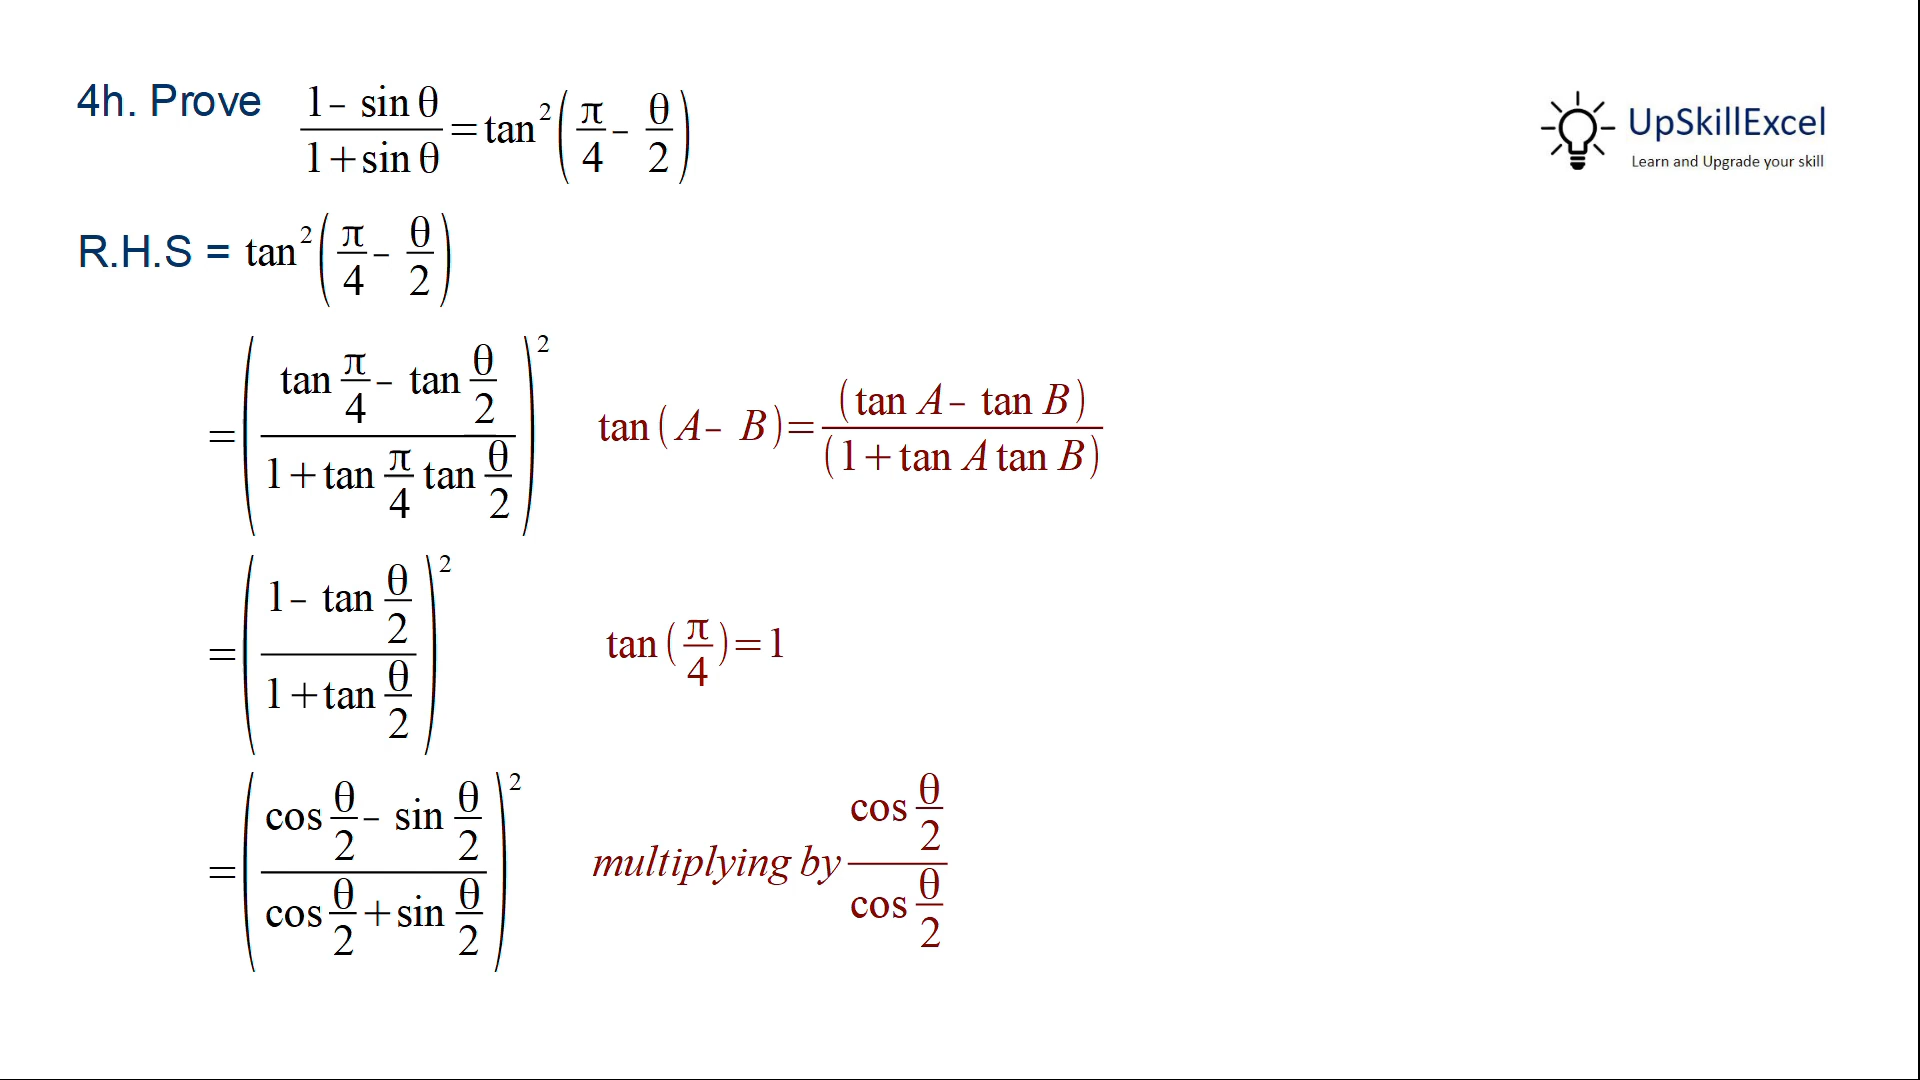 4h. Prove (1 - sin θ)/(1 + sin θ) = tan²(π/4 - θ/2)
UpSkillExcel
Learn and Upgrade your skill
R.H.S = tan²(π/4 - θ/2)
= ((tan π/4 - tan θ/2)/(1 + tan π/4 tan θ/2))² tan(A - B) = (tan A - tan B)/(1 + tan A tan B)
= ((1 - tan θ/2)/(1 + tan θ/2))² tan(π/4) = 1
= ((cos θ/2 - sin θ/2)/(cos θ/2 + sin θ/2))² multiplying by (cos θ/2)/(cos θ/2)